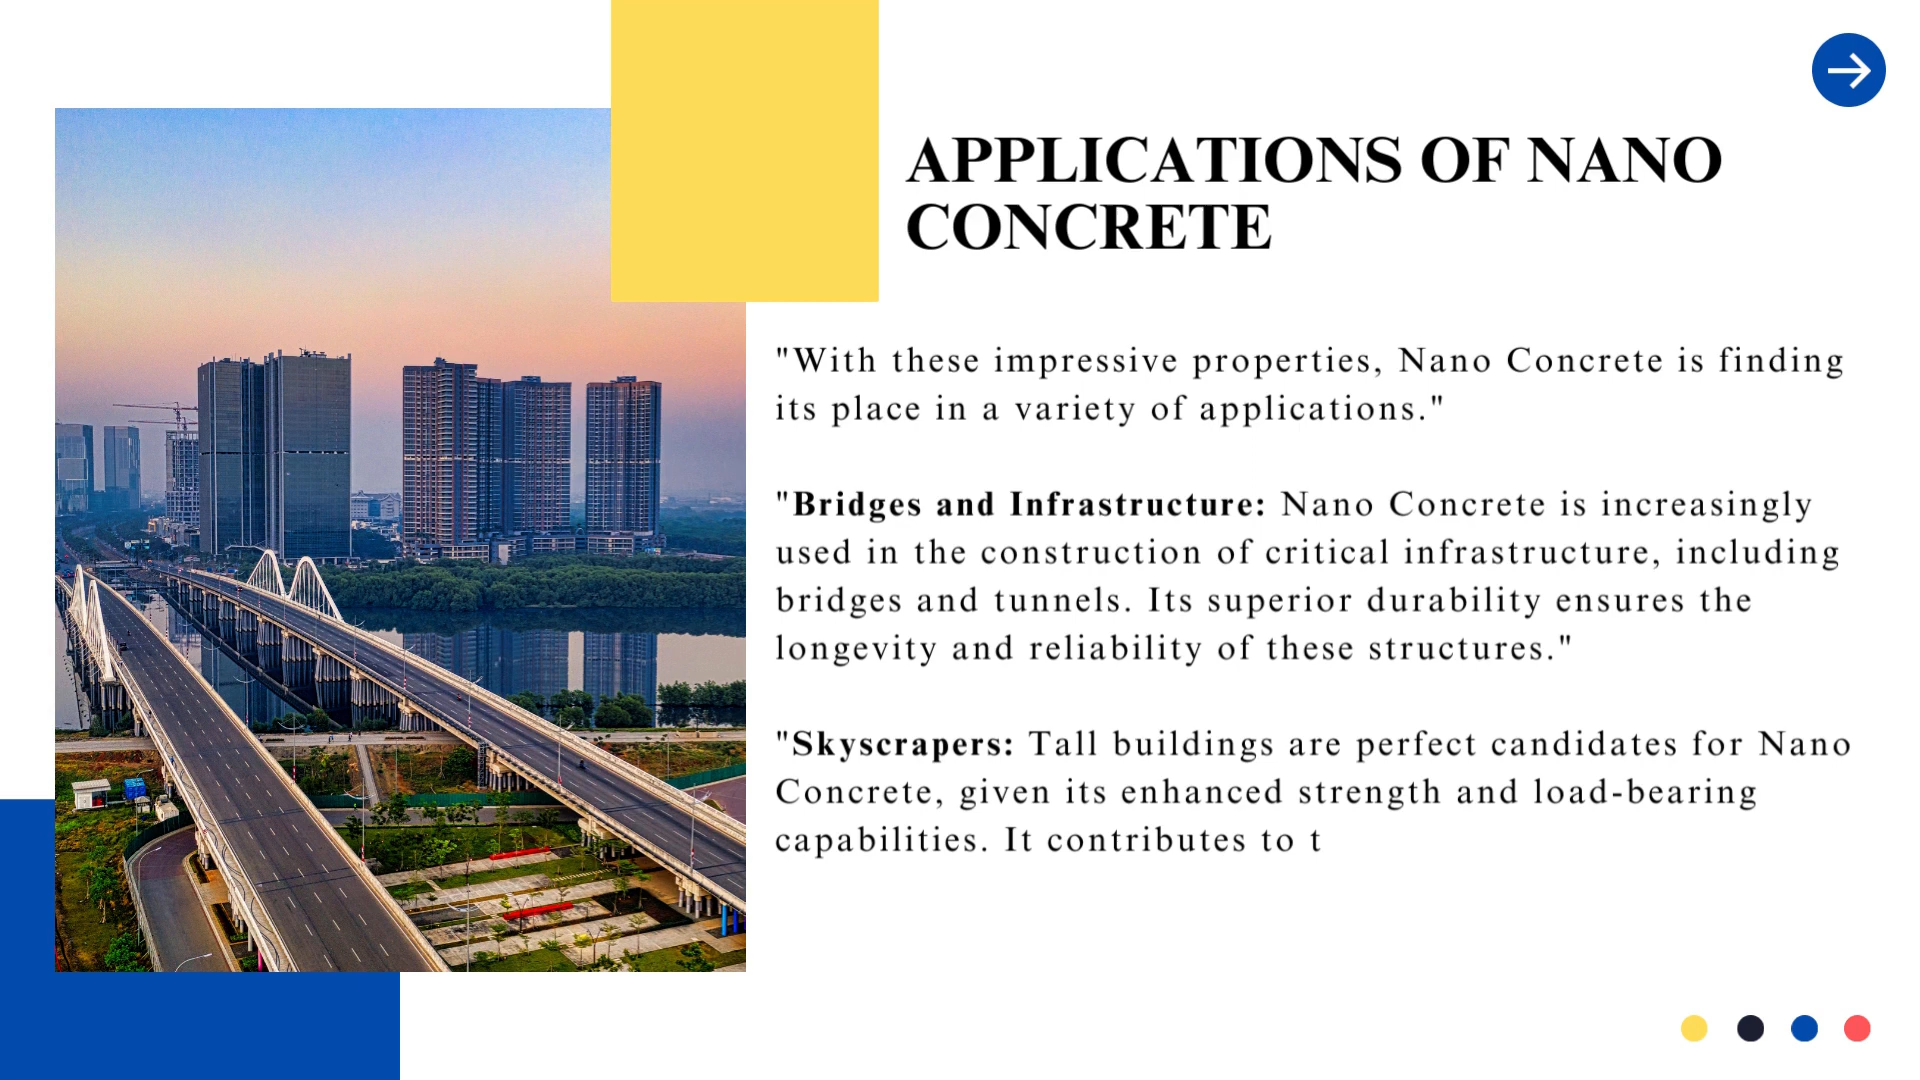 APPLICATIONS OF NANO
CONCRETE
"With these impressive properties, Nano Concrete is finding
its place in a variety of applications."
"Bridges and Infrastructure: Nano Concrete is increasingly
used in the construction of critical infrastructure, including
bridges and tunnels. Its superior durability ensures the
longevity and reliability of these structures."
"Skyscrapers: Tall buildings are perfect candidates for Nano
Concrete, given its enhanced strength and load-bearing
capabilities. It contributes to t